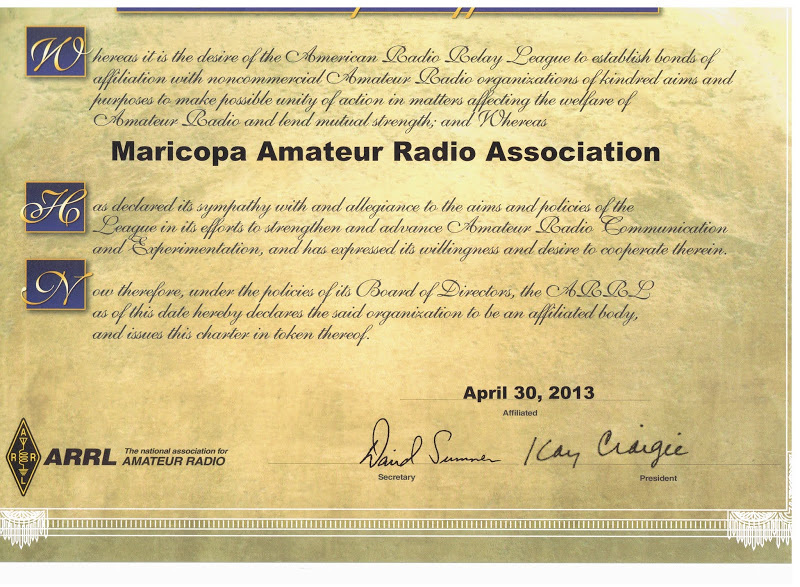 Whereas it is the desire of the American Radio Relay League to establish bonds of
affiliation with noncommercial Amateur Radio organizations of kindred aims and
purposes to make possible unity of action in matters affecting the welfare of
Amateur Radio and lend mutual strength; and Whereas
Maricopa Amateur Radio Association
Has declared its sympathy with and allegiance to the aims and policies of the
League in its efforts to strengthen and advance Amateur Radio Communication
and Experimentation, and has expressed its willingness and desire to cooperate therein.
Now therefore, under the policies of its Board of Directors, the ARRL
as of this date hereby declares the said organization to be an affiliated body,
and issues this charter in token thereof.
April 30, 2013
Affiliated
A
R R
L
ARRL The national association for
AMATEUR RADIO
David Sumner
Kay Craigie
Secretary
President